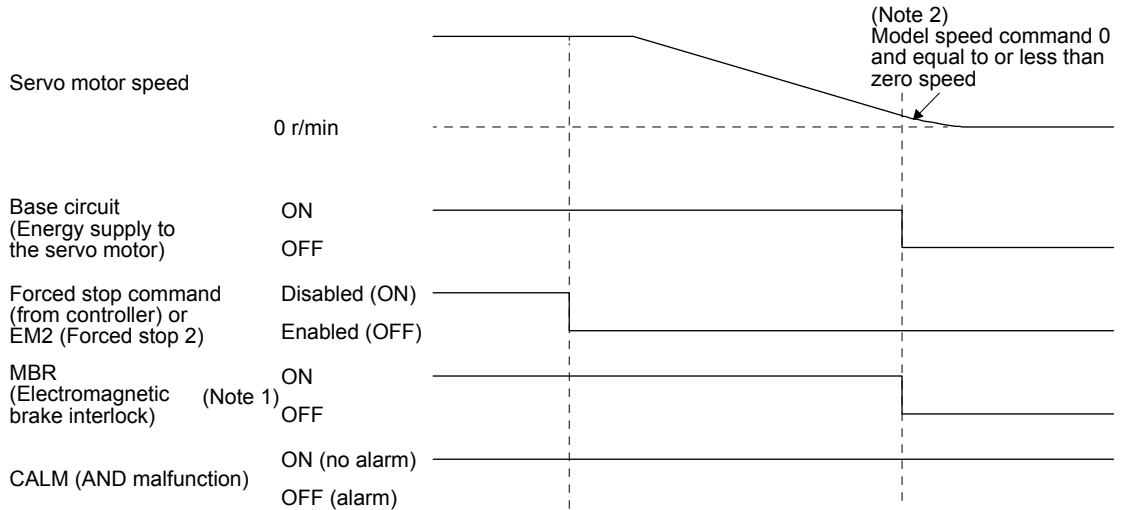 (Note 2)
Model speed command 0
and equal to or less than
zero speed
Servo motor speed
0 r/min
Base circuit
(Energy supply to
the servo motor)
ON
OFF
Forced stop command
(from controller) or
EM2 (Forced stop 2)
Disabled (ON)
Enabled (OFF)
MBR
(Electromagnetic
brake interlock)
(Note 1)
ON
OFF
CALM (AND malfunction)
ON (no alarm)
OFF (alarm)